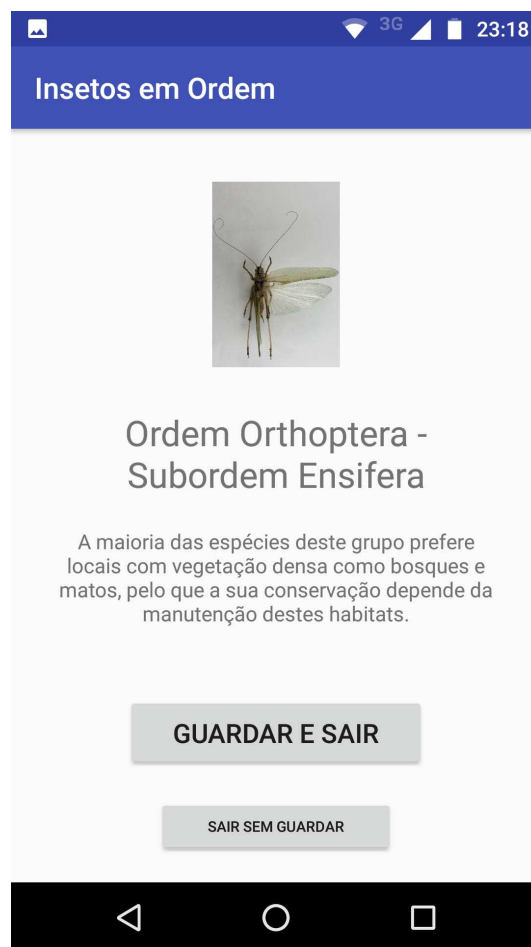 3G 23:18
Insetos em Ordem
Ordem Orthoptera -
Subordem Ensifera
A maioria das espécies deste grupo prefere
locais com vegetação densa como bosques e
matos, pelo que a sua conservação depende da
manutenção destes habitats.
GUARDAR E SAIR
SAIR SEM GUARDAR